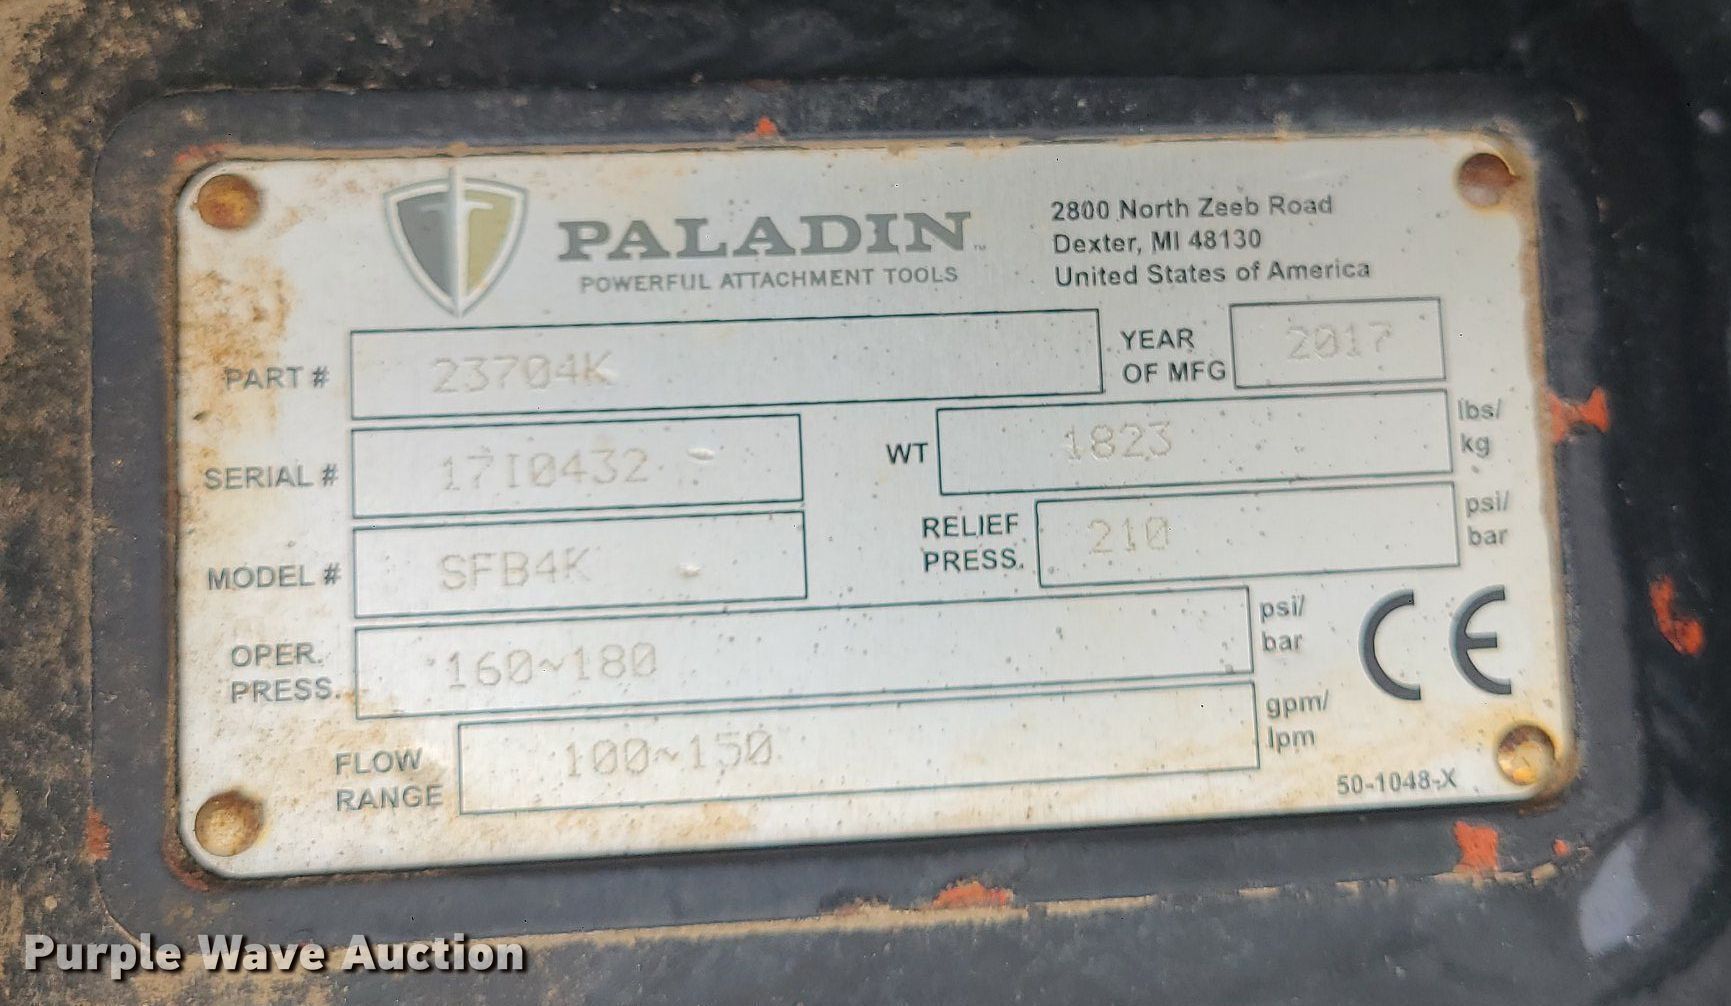 PALADIN™
POWERFUL ATTACHMENT TOOLS
2800 North Zeeb Road
Dexter, MI 48130
United States of America
PART # 23704K
YEAR OF MFG 2017
SERIAL # 17I0432
WT 1823 lbs/ kg
MODEL # SFB4K
RELIEF PRESS. 210 psi/ bar
OPER. PRESS. 160~180 psi/ bar
CE
FLOW RANGE 100~150 gpm/ lpm
50-1048-X
Purple Wave Auction